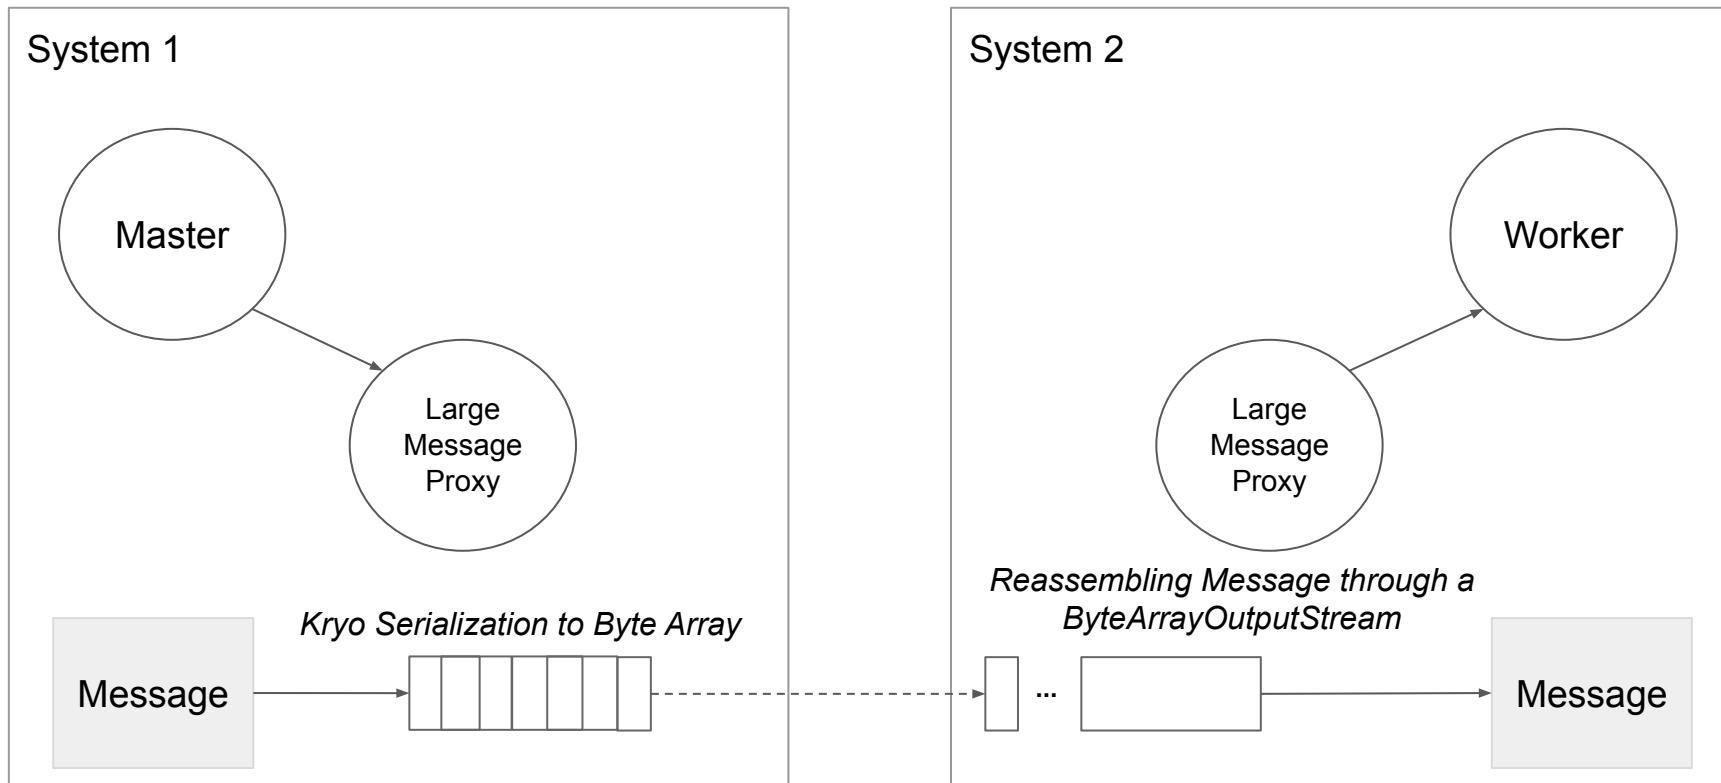 System 1
Master
Large
Message
Proxy
Kryo Serialization to Byte Array
Message
System 2
Worker
Large
Message
Proxy
Reassembling Message through a
ByteArrayOutputStream
...
Message